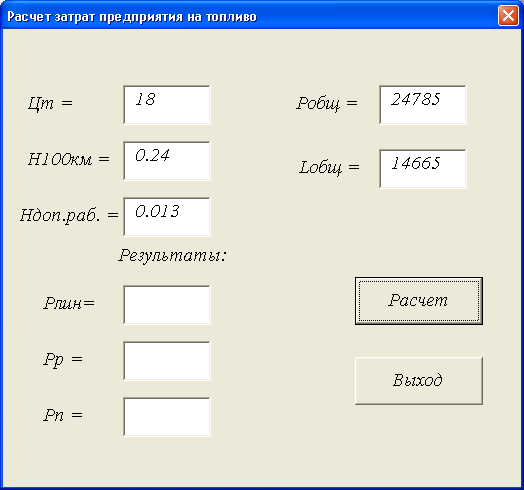 Расчет затрат предприятия на топливо
Цт = 18
Робщ = 24785
Н100км = 0.24
Lобщ = 14665
Ндоп.раб. = 0.013
Результаты:
Рлин=
Расчет
Рр =
Выход
Рп =